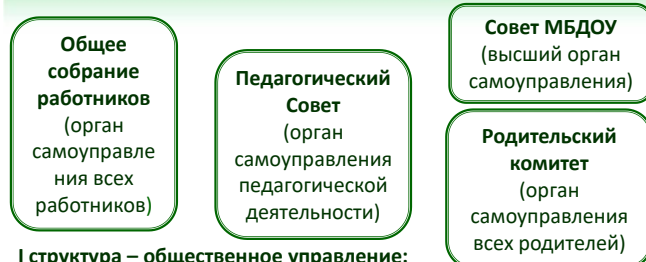 Общее
собрание
работников
(орган
самоуправле
ния всех
работников)
Педагогический
Совет
(орган
самоуправления
педагогической
деятельности)
Совет МБДОУ
(высший орган
самоуправления)
Родительский
комитет
(орган
самоуправления
всех родителей)
I структура – общественное управление: